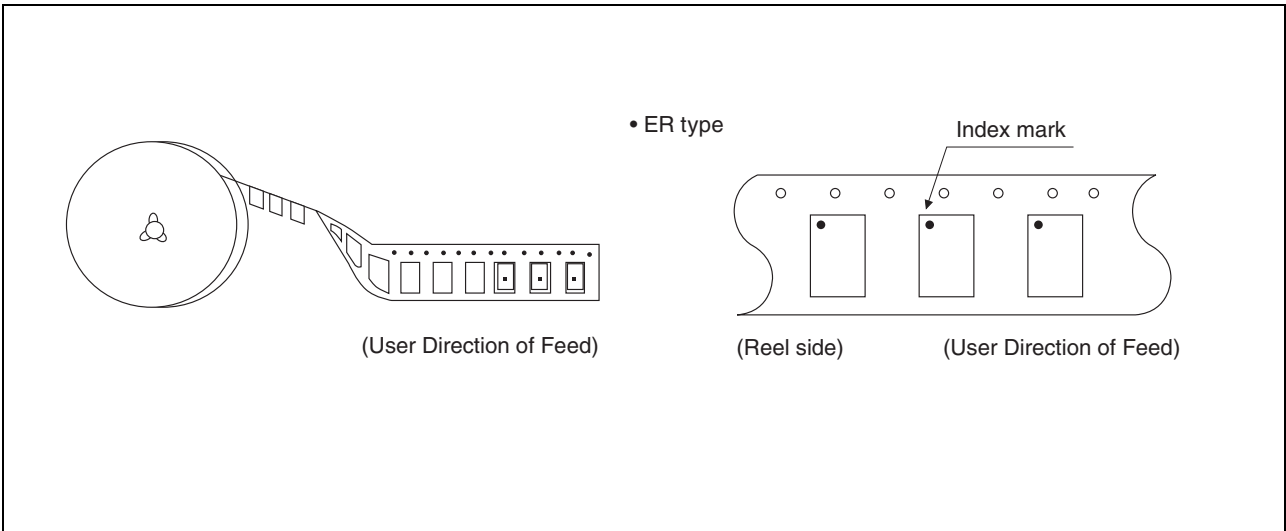 • ER type
Index mark
(User Direction of Feed)
(Reel side)
(User Direction of Feed)